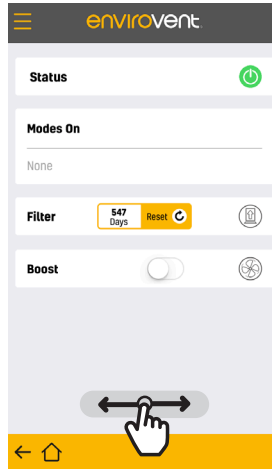 envirovent
Status
Modes On
None
Filter
547
Days
Reset
Boost